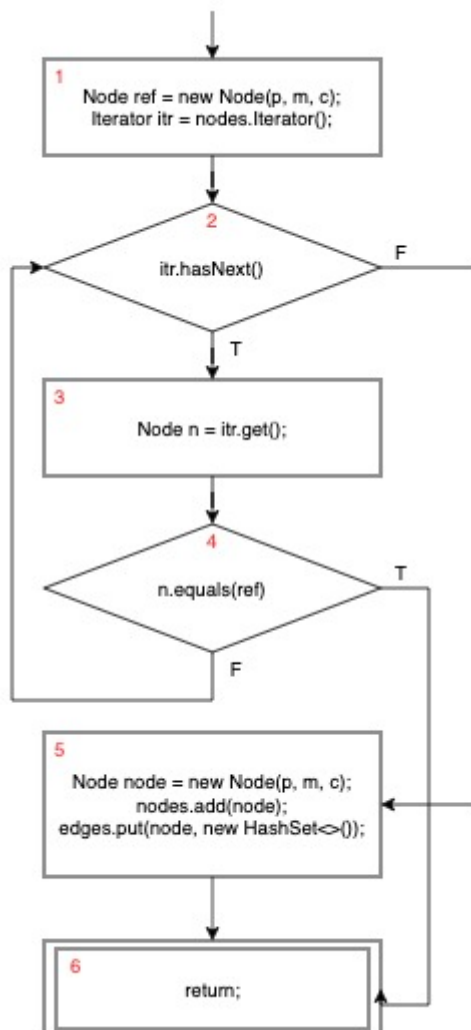 1
Node ref = new Node(p, m, c);
Iterator itr = nodes.Iterator();
2
itr.hasNext()
F
T
3
Node n = itr.get();
4
n.equals(ref)
T
F
5
Node node = new Node(p, m, c);
nodes.add(node);
edges.put(node, new HashSet<>());
6
return;